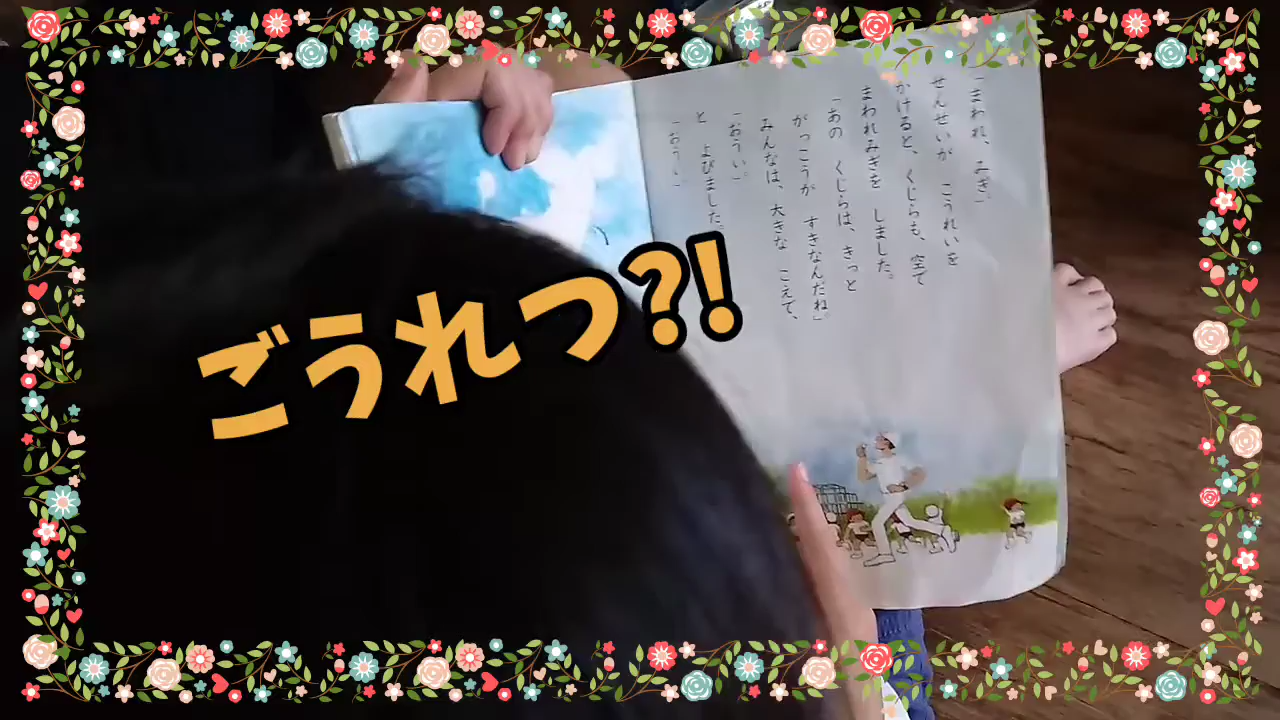 「まわれ、みぎ」
せんせいが ごうれいを
かけると、くじらも、空で
まわれみぎを しました。
「あの くじらは、きっと
がっこうが すきなんだね」
みんなは、大きな こえで、
「おうい」
と よびました。
「おうい」
ごうれつ?!